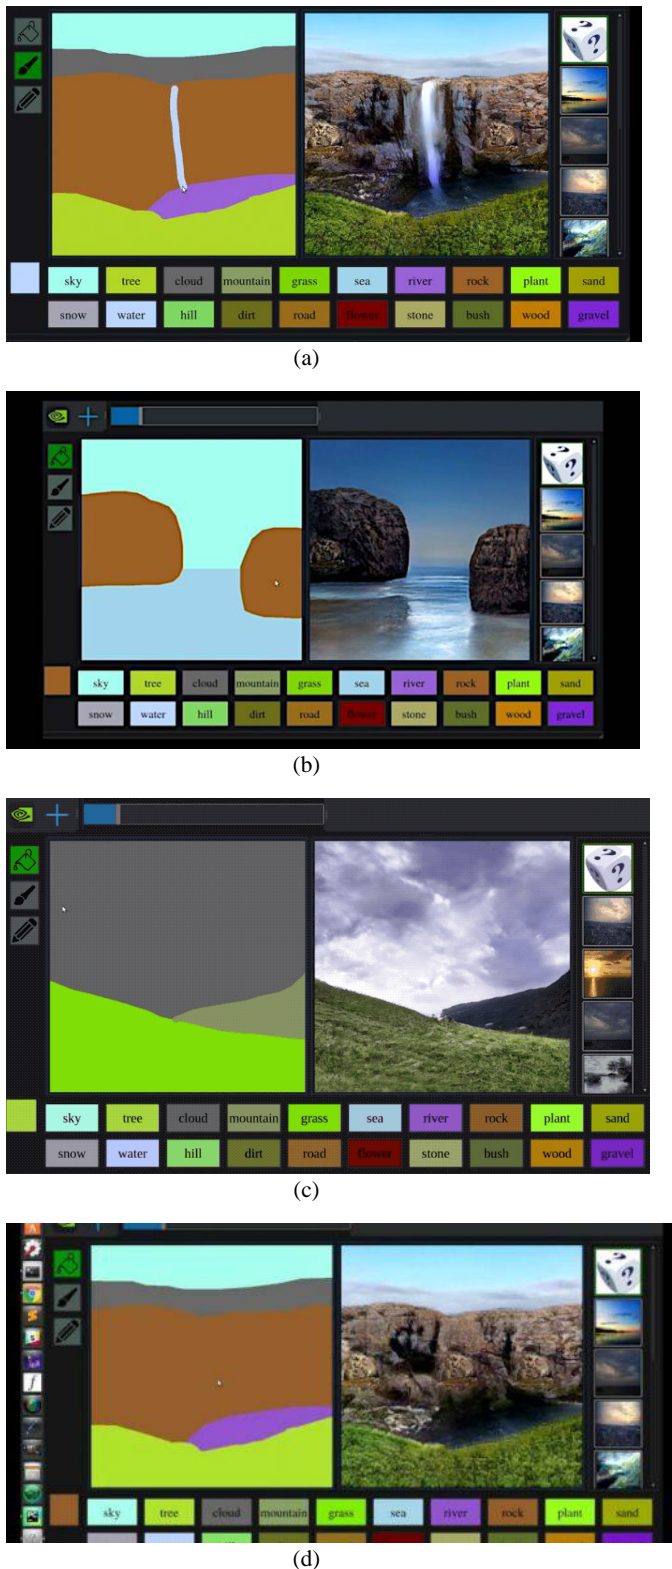 sky tree cloud mountain grass sea river rock plant sand
snow water hill dirt road flower stone bush wood gravel
(a)
sky tree cloud mountain grass sea river rock plant sand
snow water hill dirt road flower stone bush wood gravel
(b)
sky tree cloud mountain grass sea river rock plant sand
snow water hill dirt road flower stone bush wood gravel
(c)
sky tree cloud mountain grass sea river rock plant sand
(d)